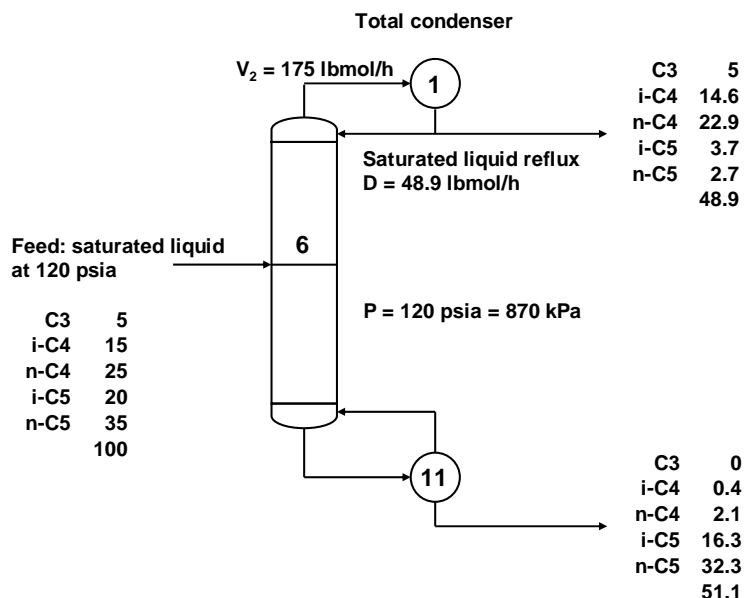 Total condenser
V₂ = 175 lbmol/h
1
C3 5
i-C4 14.6
n-C4 22.9
i-C5 3.7
n-C5 2.7
48.9
Saturated liquid reflux
D = 48.9 lbmol/h
6
Feed: saturated liquid
at 120 psia
P = 120 psia = 870 kPa
C3 5
i-C4 15
n-C4 25
i-C5 20
n-C5 35
100
11
C3 0
i-C4 0.4
n-C4 2.1
i-C5 16.3
n-C5 32.3
51.1